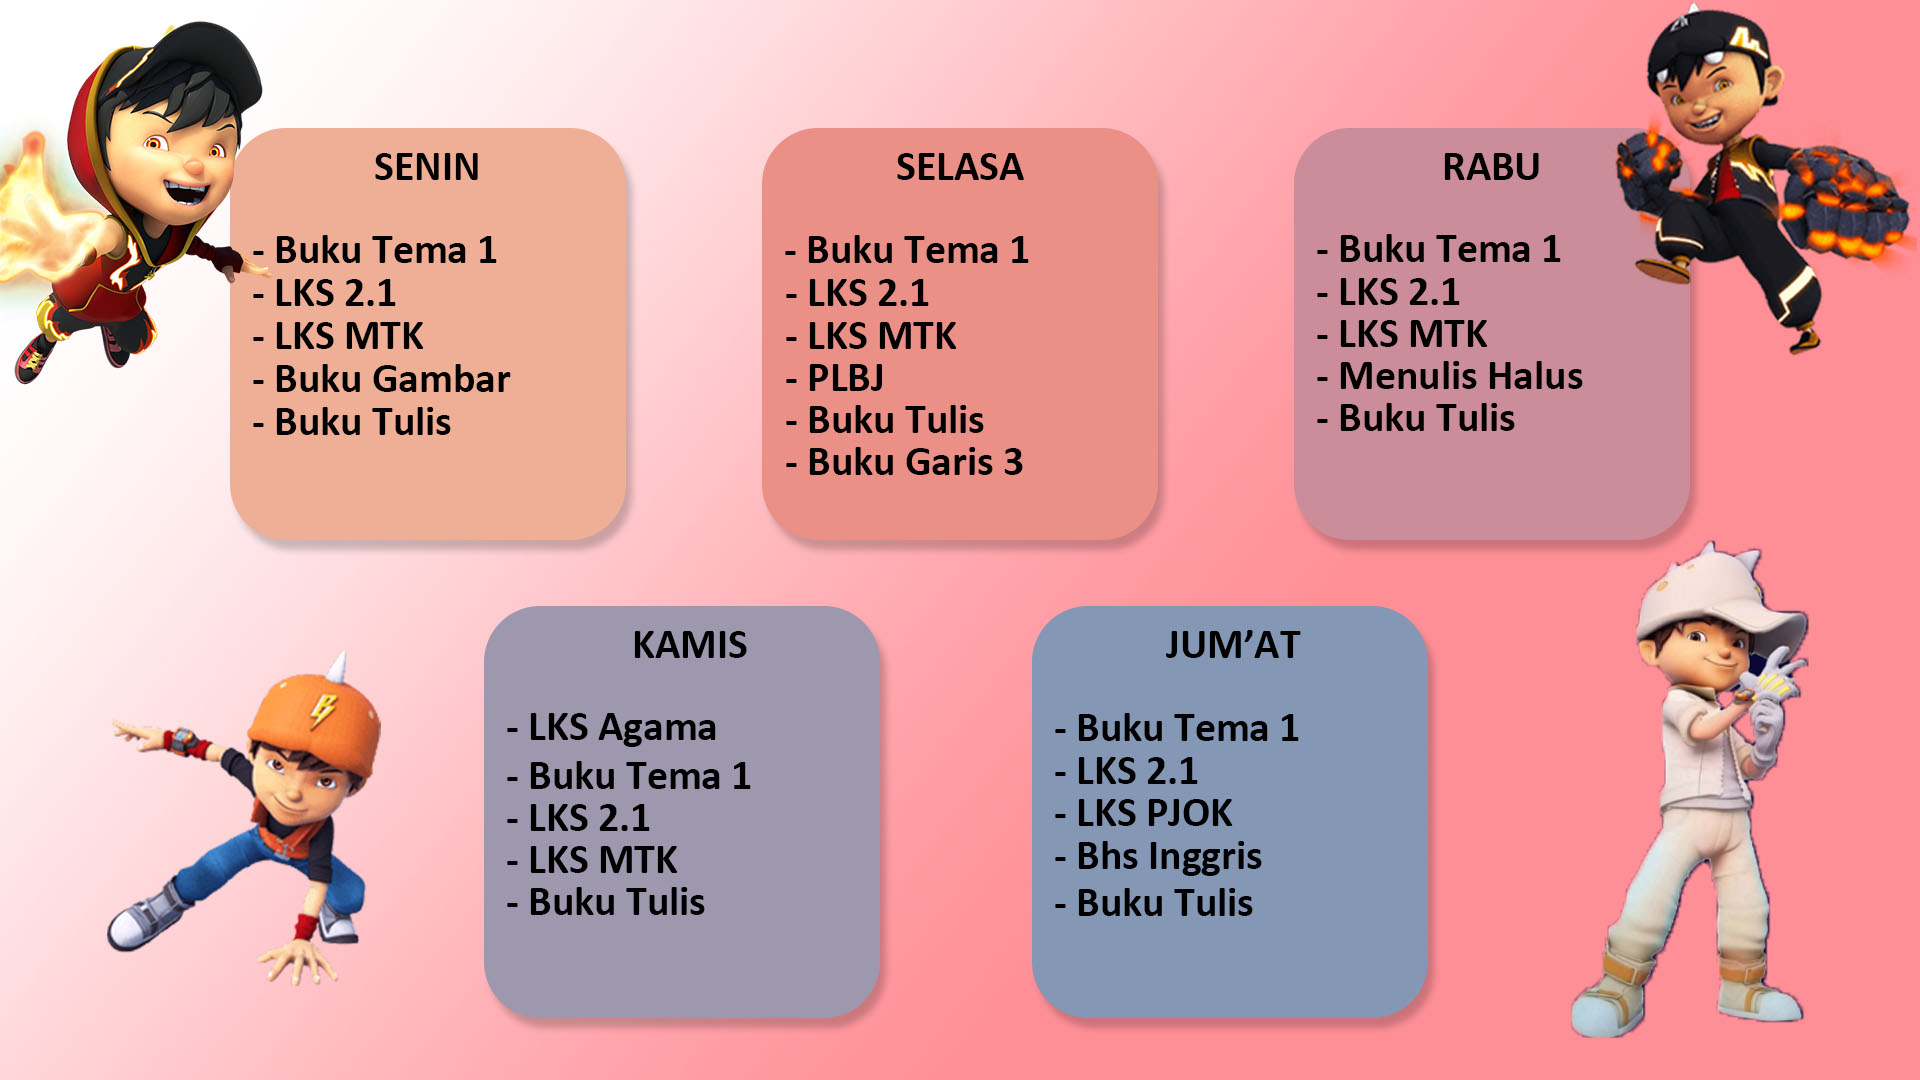 SENIN
- Buku Tema 1
- LKS 2.1
- LKS MTK
- Buku Gambar
- Buku Tulis
SELASA
- Buku Tema 1
- LKS 2.1
- LKS MTK
- PLBJ
- Buku Tulis
- Buku Garis 3
RABU
- Buku Tema 1
- LKS 2.1
- LKS MTK
- Menulis Halus
- Buku Tulis
KAMIS
- LKS Agama
- Buku Tema 1
- LKS 2.1
- LKS MTK
- Buku Tulis
JUM’AT
- Buku Tema 1
- LKS 2.1
- LKS PJOK
- Bhs Inggris
- Buku Tulis